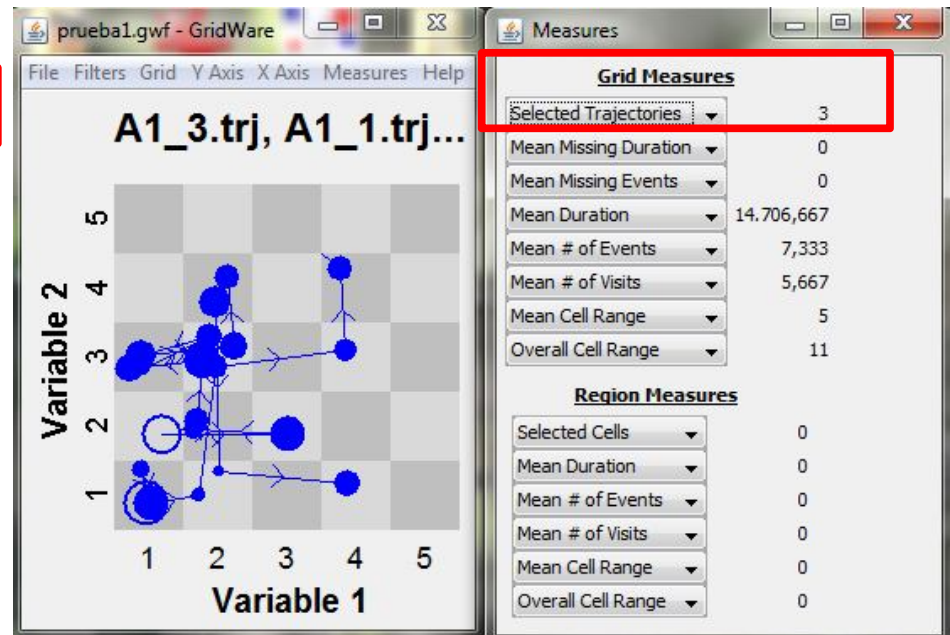 prueba1.gwf - GridWare
File Filters Grid Y Axis X Axis Measures Help
A1_3.trj, A1_1.trj...
Variable 2
5
4
3
2
1
1 2 3 4 5
Variable 1
Measures
Grid Measures
Selected Trajectories 3
Mean Missing Duration 0
Mean Missing Events 0
Mean Duration 14.706,667
Mean # of Events 7,333
Mean # of Visits 5,667
Mean Cell Range 5
Overall Cell Range 11
Region Measures
Selected Cells 0
Mean Duration 0
Mean # of Events 0
Mean # of Visits 0
Mean Cell Range 0
Overall Cell Range 0